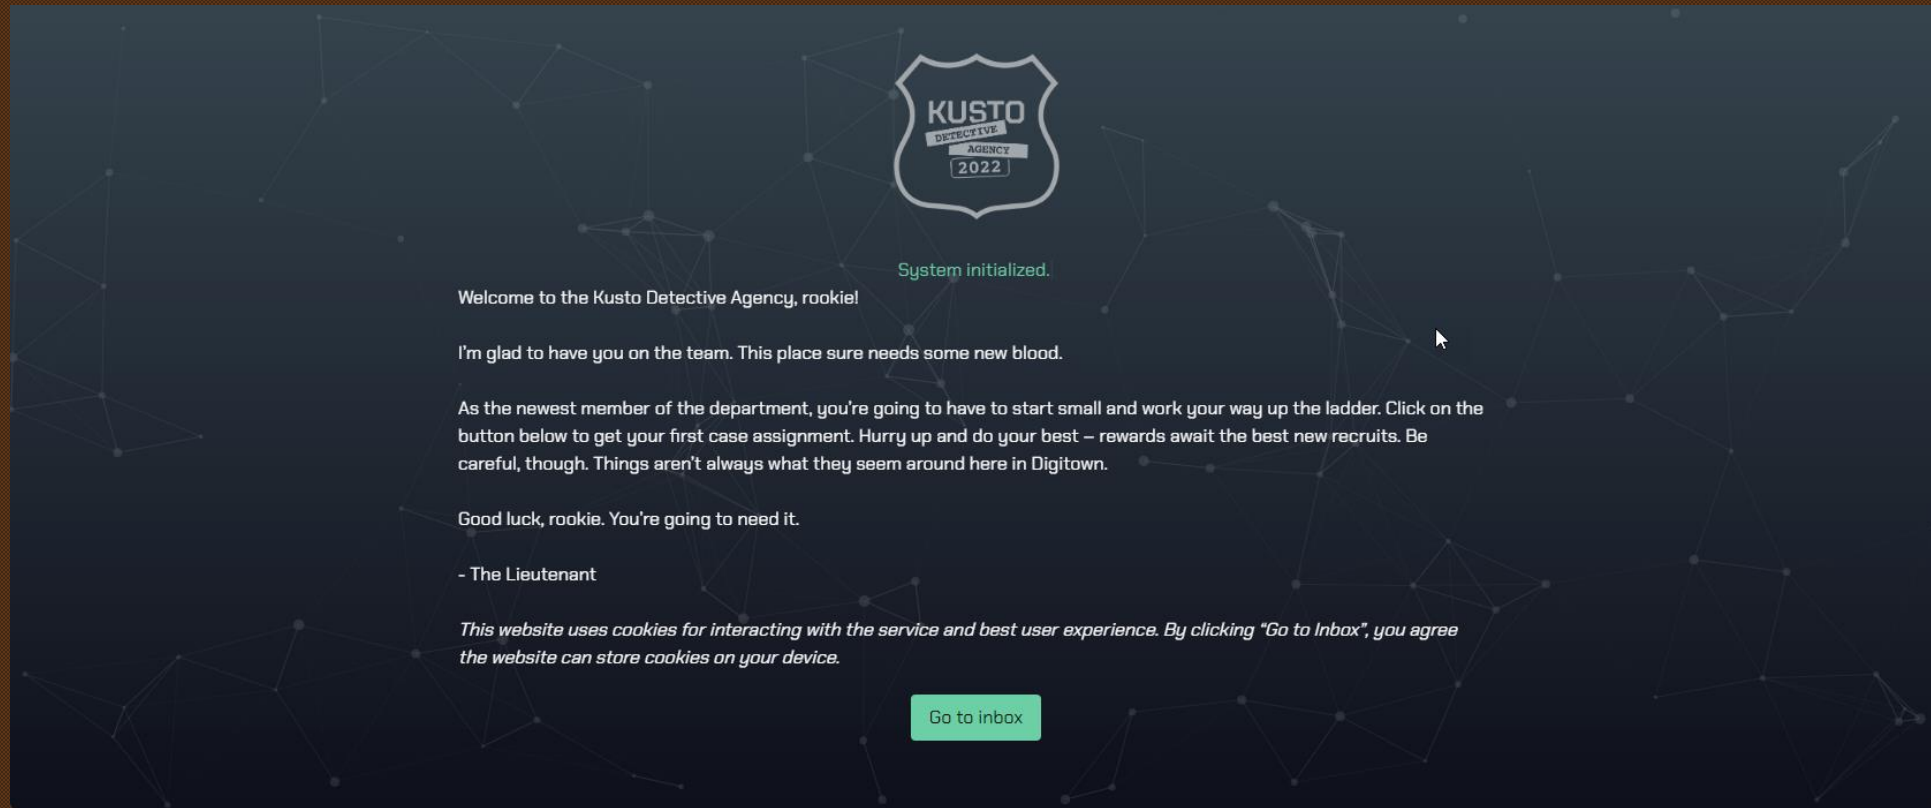 KUSTO
DETECTIVE
AGENCY
2022
System initialized.
Welcome to the Kusto Detective Agency, rookie!
I'm glad to have you on the team. This place sure needs some new blood.
As the newest member of the department, you're going to have to start small and work your way up the ladder. Click on the
button below to get your first case assignment. Hurry up and do your best – rewards await the best new recruits. Be
careful, though. Things aren't always what they seem around here in Digitown.
Good luck, rookie. You're going to need it.
- The Lieutenant
This website uses cookies for interacting with the service and best user experience. By clicking “Go to Inbox”, you agree
the website can store cookies on your device.
Go to inbox